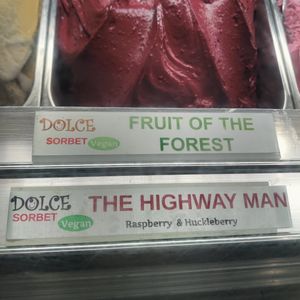 DOLCE
SORBET Vegan
FRUIT OF THE
FOREST
DOLCE
SORBET Vegan
THE HIGHWAY MAN
Raspberry & Huckleberry